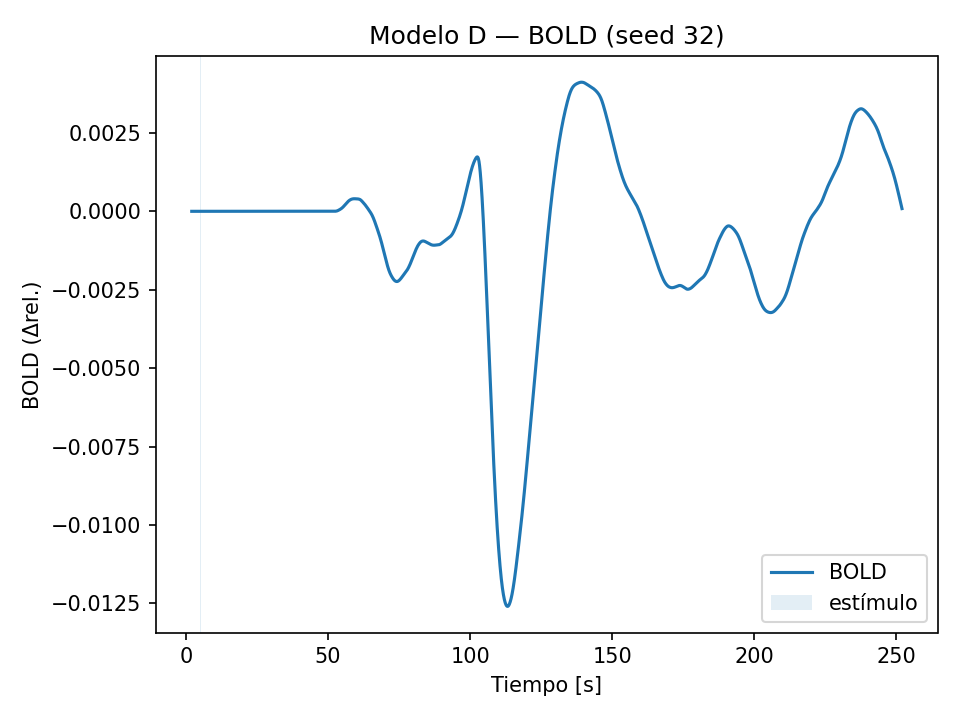 Modelo D — BOLD (seed 32)
BOLD (Δrel.)
0.0025
0.0000
−0.0025
−0.0050
−0.0075
−0.0100
−0.0125
BOLD
estímulo
0 50 100 150 200 250
Tiempo [s]